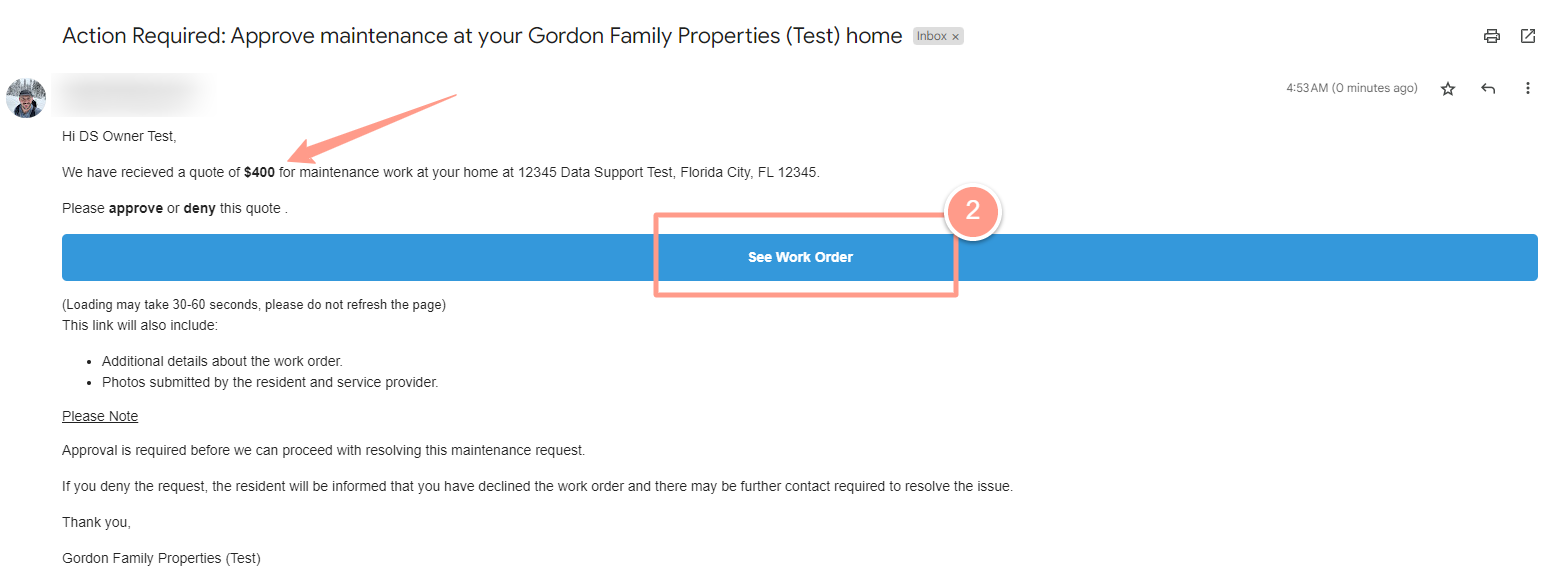 Action Required: Approve maintenance at your Gordon Family Properties (Test) home Inbox ×
4:53 AM (0 minutes ago)
Hi DS Owner Test,
We have recieved a quote of $400 for maintenance work at your home at 12345 Data Support Test, Florida City, FL 12345.
Please approve or deny this quote .
2
See Work Order
(Loading may take 30-60 seconds, please do not refresh the page)
This link will also include:
• Additional details about the work order.
• Photos submitted by the resident and service provider.
Please Note
Approval is required before we can proceed with resolving this maintenance request.
If you deny the request, the resident will be informed that you have declined the work order and there may be further contact required to resolve the issue.
Thank you,
Gordon Family Properties (Test)